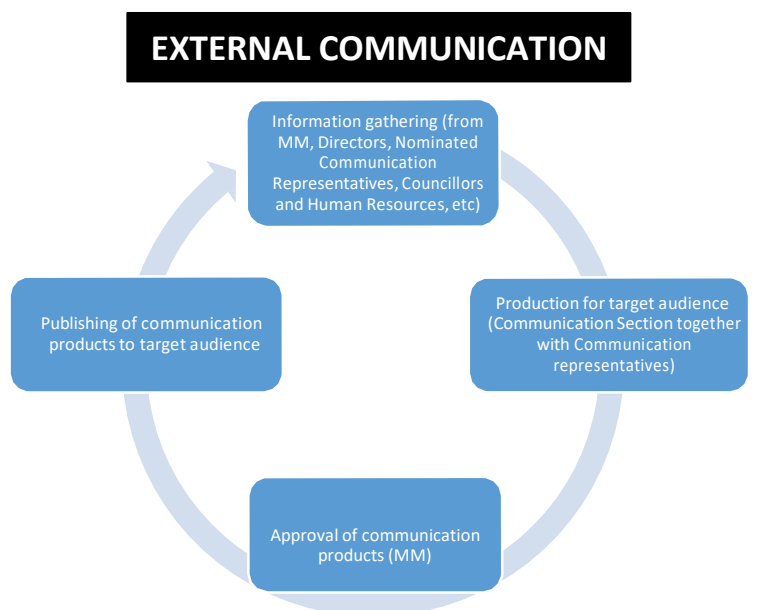 EXTERNAL COMMUNICATION
Information gathering (from
MM, Directors, Nominated
Communication
Representatives, Councillors
and Human Resources, etc)
Production for target audience
(Communication Section together
with Communication
representatives)
Approval of communication
products (MM)
Publishing of communication
products to target audience